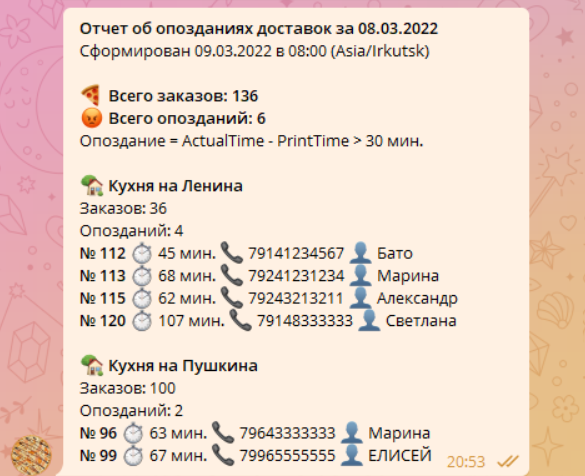 Отчет об опозданиях доставок за 08.03.2022
Сформирован 09.03.2022 в 08:00 (Asia/Irkutsk)
🍕 Всего заказов: 136
😡 Всего опозданий: 6
Опоздание = ActualTime - PrintTime > 30 мин.
🏡 Кухня на Ленина
Заказов: 36
Опозданий: 4
№ 112 ⏱ 45 мин. 📞 79141234567 👤 Бато
№ 113 ⏱ 68 мин. 📞 79241231234 👤 Марина
№ 115 ⏱ 62 мин. 📞 79243213211 👤 Александр
№ 120 ⏱ 107 мин. 📞 79148333333 👤 Светлана
🏡 Кухня на Пушкина
Заказов: 100
Опозданий: 2
№ 96 ⏱ 63 мин. 📞 79643333333 👤 Марина
№ 99 ⏱ 67 мин. 📞 79965555555 👤 ЕЛИСЕЙ
20:53